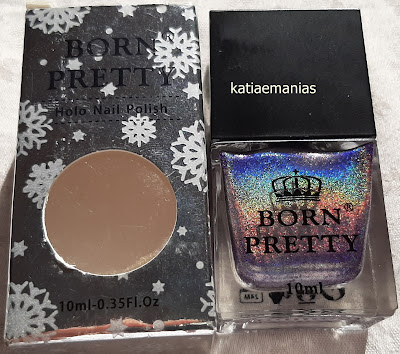 BORN
PRETTY
Holo Nail Polish
10ml-0.35Fl.Oz
katiaemanias
BORN®
PRETTY
10ml